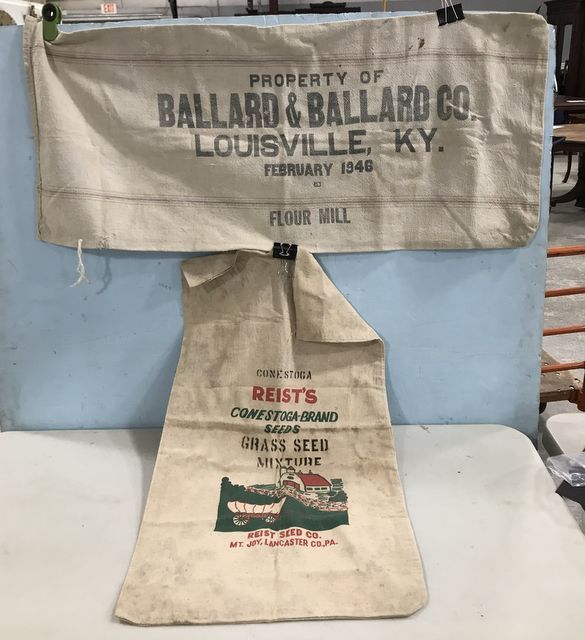 EXIT
PROPERTY OF
BALLARD & BALLARD CO.
LOUISVILLE, KY.
FEBRUARY 1946
FLOUR MILL
CONESTOGA
REIST'S
CONESTOGA-BRAND
SEEDS
GRASS SEED
MIXTURE
REIST SEED CO.
MT. JOY, LANCASTER CO., PA.